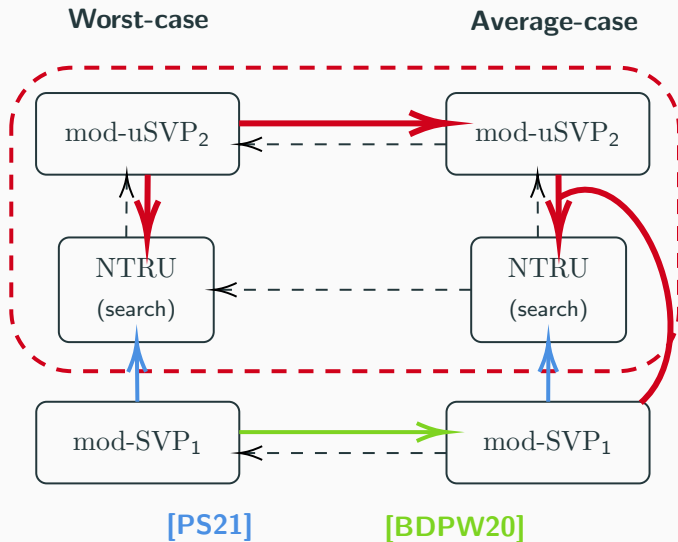 Worst-case Average-case
mod-uSVP₂ mod-uSVP₂
NTRU NTRU
(search) (search)
mod-SVP₁ mod-SVP₁
[PS21] [BDPW20]